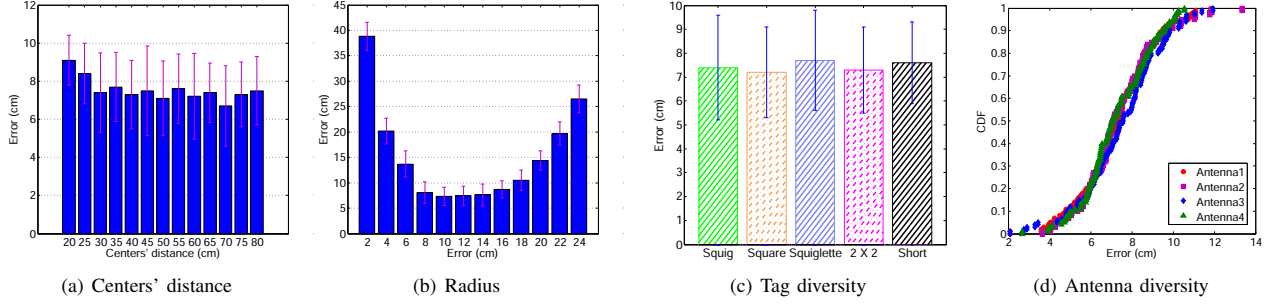 12
10
8
6
4
2
0
Error (cm)
20 25 30 35 40 45 50 55 60 65 70 75 80
Centers' distance (cm)
(a) Centers' distance
45
40
35
30
25
20
15
10
5
0
Error (cm)
2 4 6 8 10 12 14 16 18 20 22 24
Error (cm)
(b) Radius
10
9
8
7
6
5
4
3
2
1
0
Error (cm)
Squig Square Squiglette 2 X 2 Short
(c) Tag diversity
1
0.9
0.8
0.7
0.6
0.5
0.4
0.3
0.2
0.1
0
CDF
Antenna1
Antenna2
Antenna3
Antenna4
2 4 6 8 10 12 14
Error (cm)
(d) Antenna diversity